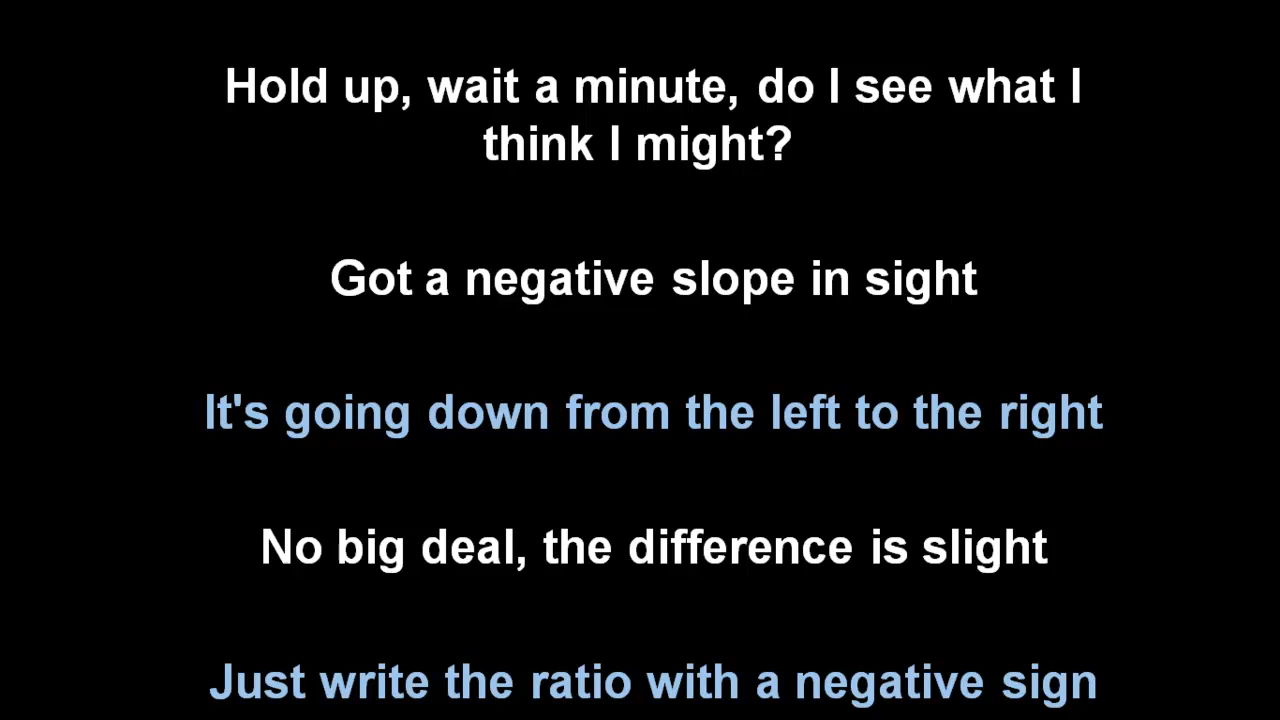 Hold up, wait a minute, do I see what I
think I might?
Got a negative slope in sight
It's going down from the left to the right
No big deal, the difference is slight
Just write the ratio with a negative sign